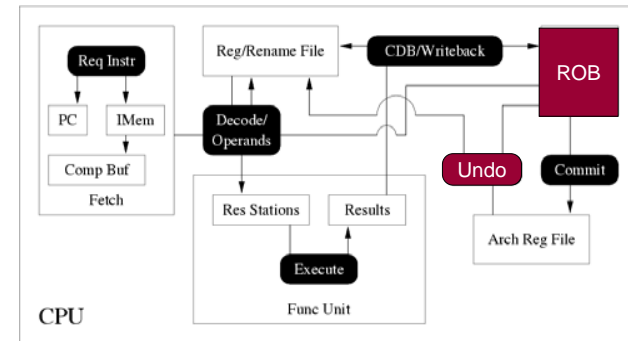 Req Instr
PC
IMem
Comp Buf
Fetch
Reg/Rename File
CDB/Writeback
ROB
Decode/
Operands
Undo
Commit
Res Stations
Results
Arch Reg File
Execute
Func Unit
CPU